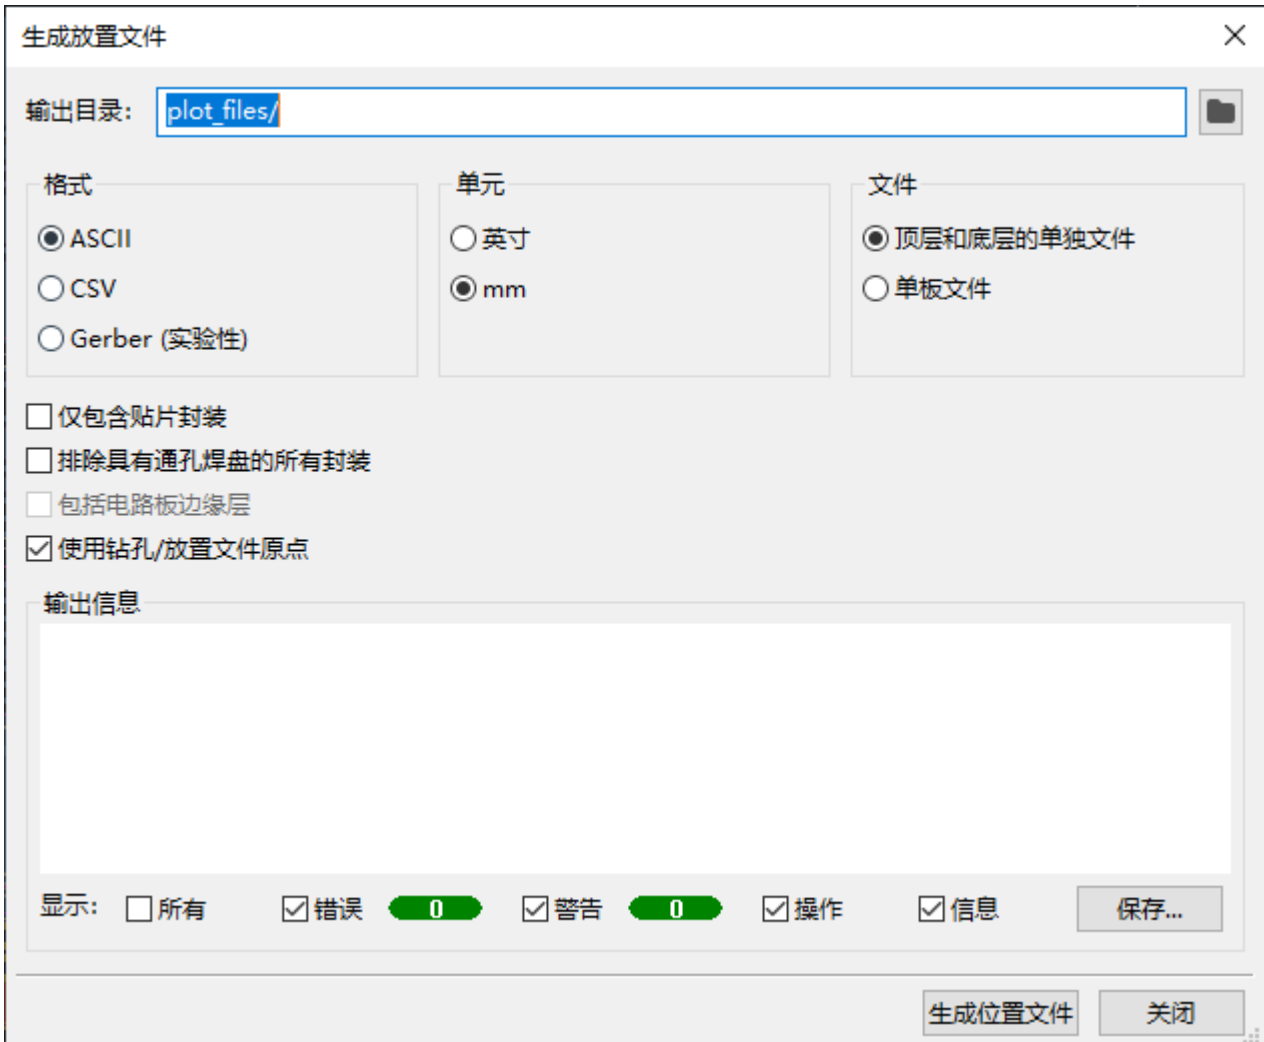 生成放置文件
输出目录: plot_files/
格式 单元 文件
ASCII 英寸 顶层和底层的单独文件
CSV mm 单板文件
Gerber (实验性)
仅包含贴片封装
排除具有通孔焊盘的所有封装
包括电路板边缘层
使用钻孔/放置文件原点
输出信息
显示: 所有 错误 0 警告 0 操作 信息 保存...
生成位置文件 关闭